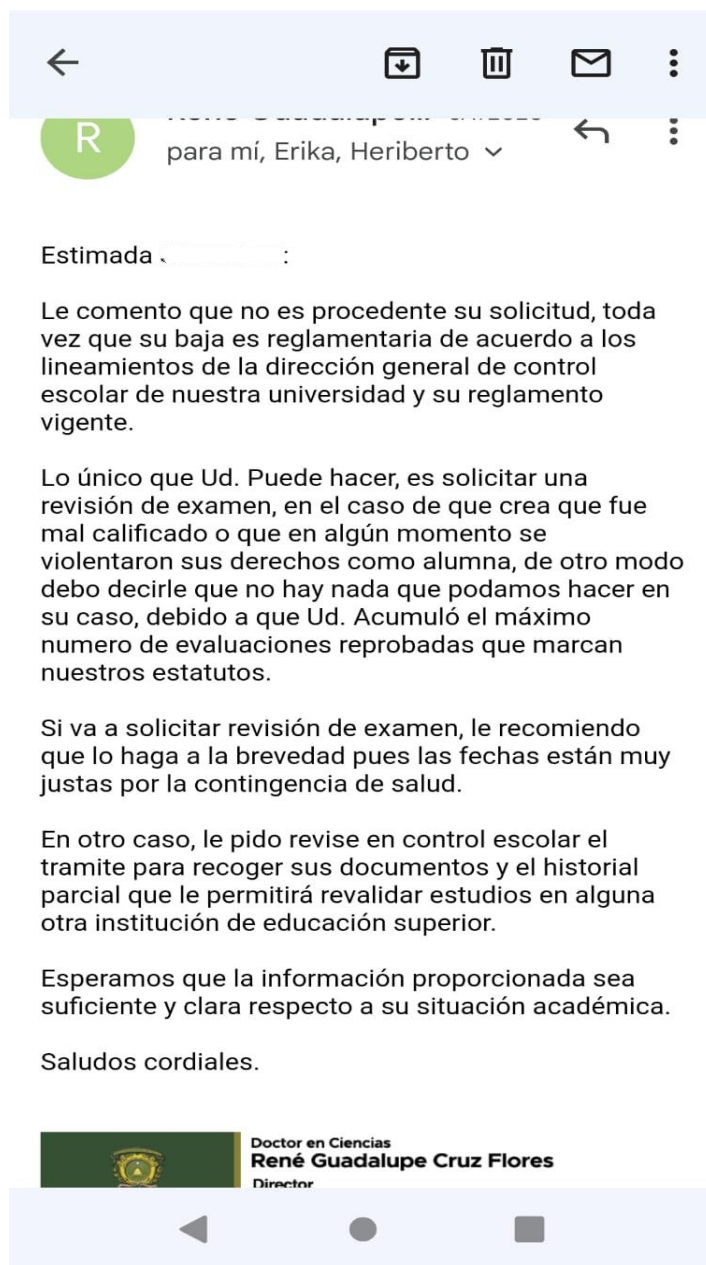 R
para mí, Erika, Heriberto
Estimada :
Le comento que no es procedente su solicitud, toda
vez que su baja es reglamentaria de acuerdo a los
lineamientos de la dirección general de control
escolar de nuestra universidad y su reglamento
vigente.
Lo único que Ud. Puede hacer, es solicitar una
revisión de examen, en el caso de que crea que fue
mal calificado o que en algún momento se
violentaron sus derechos como alumna, de otro modo
debo decirle que no hay nada que podamos hacer en
su caso, debido a que Ud. Acumuló el máximo
numero de evaluaciones reprobadas que marcan
nuestros estatutos.
Si va a solicitar revisión de examen, le recomiendo
que lo haga a la brevedad pues las fechas están muy
justas por la contingencia de salud.
En otro caso, le pido revise en control escolar el
tramite para recoger sus documentos y el historial
parcial que le permitirá revalidar estudios en alguna
otra institución de educación superior.
Esperamos que la información proporcionada sea
suficiente y clara respecto a su situación académica.
Saludos cordiales.
Doctor en Ciencias
René Guadalupe Cruz Flores
Director